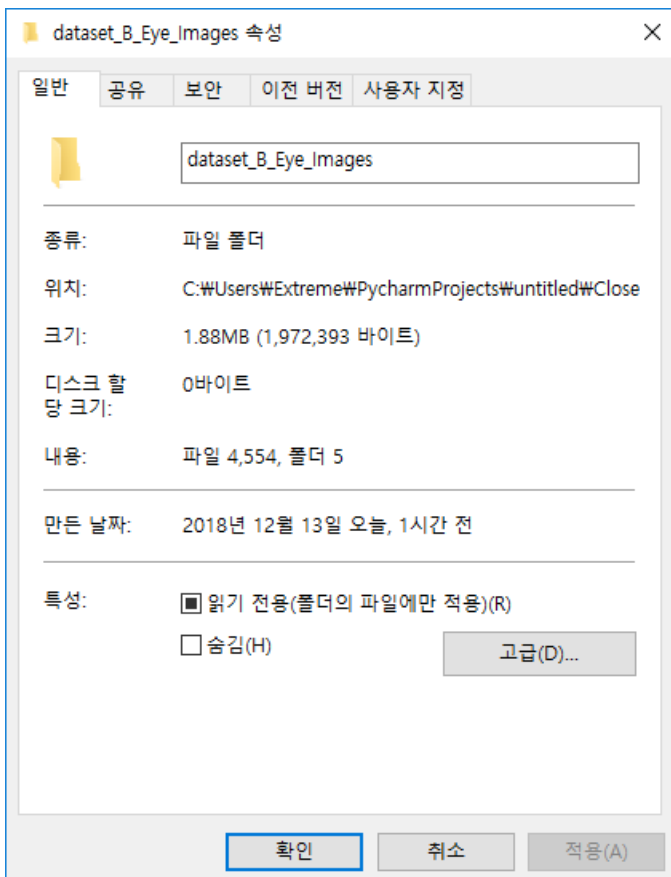 dataset_B_Eye_Images 속성
일반 공유 보안 이전 버전 사용자 지정
dataset_B_Eye_Images
종류: 파일 폴더
위치: C:₩Users₩Extreme₩PycharmProjects₩untitled₩Close
크기: 1.88MB (1,972,393 바이트)
디스크 할 0바이트
당 크기:
내용: 파일 4,554, 폴더 5
만든 날짜: 2018년 12월 13일 오늘, 1시간 전
특성: 읽기 전용(폴더의 파일에만 적용)(R)
숨김(H) 고급(D)...
확인 취소 적용(A)